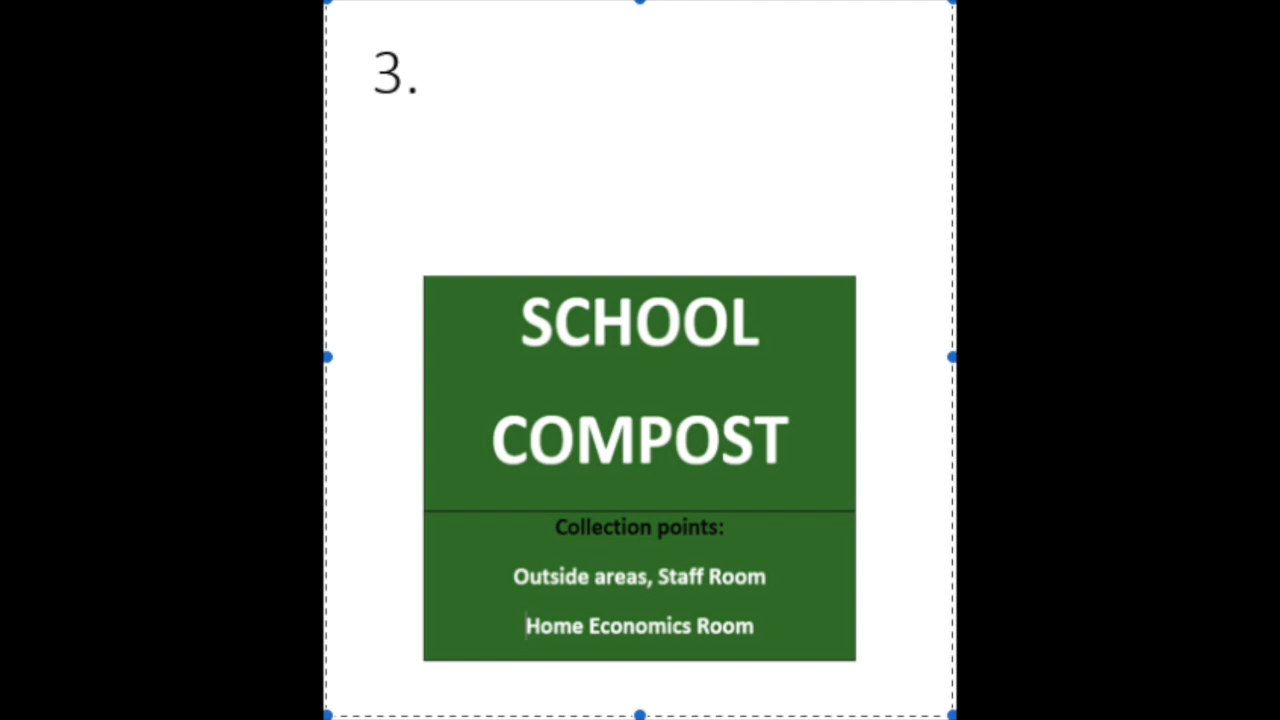 3.
SCHOOL
COMPOST
Collection points:
Outside areas, Staff Room
Home Economics Room